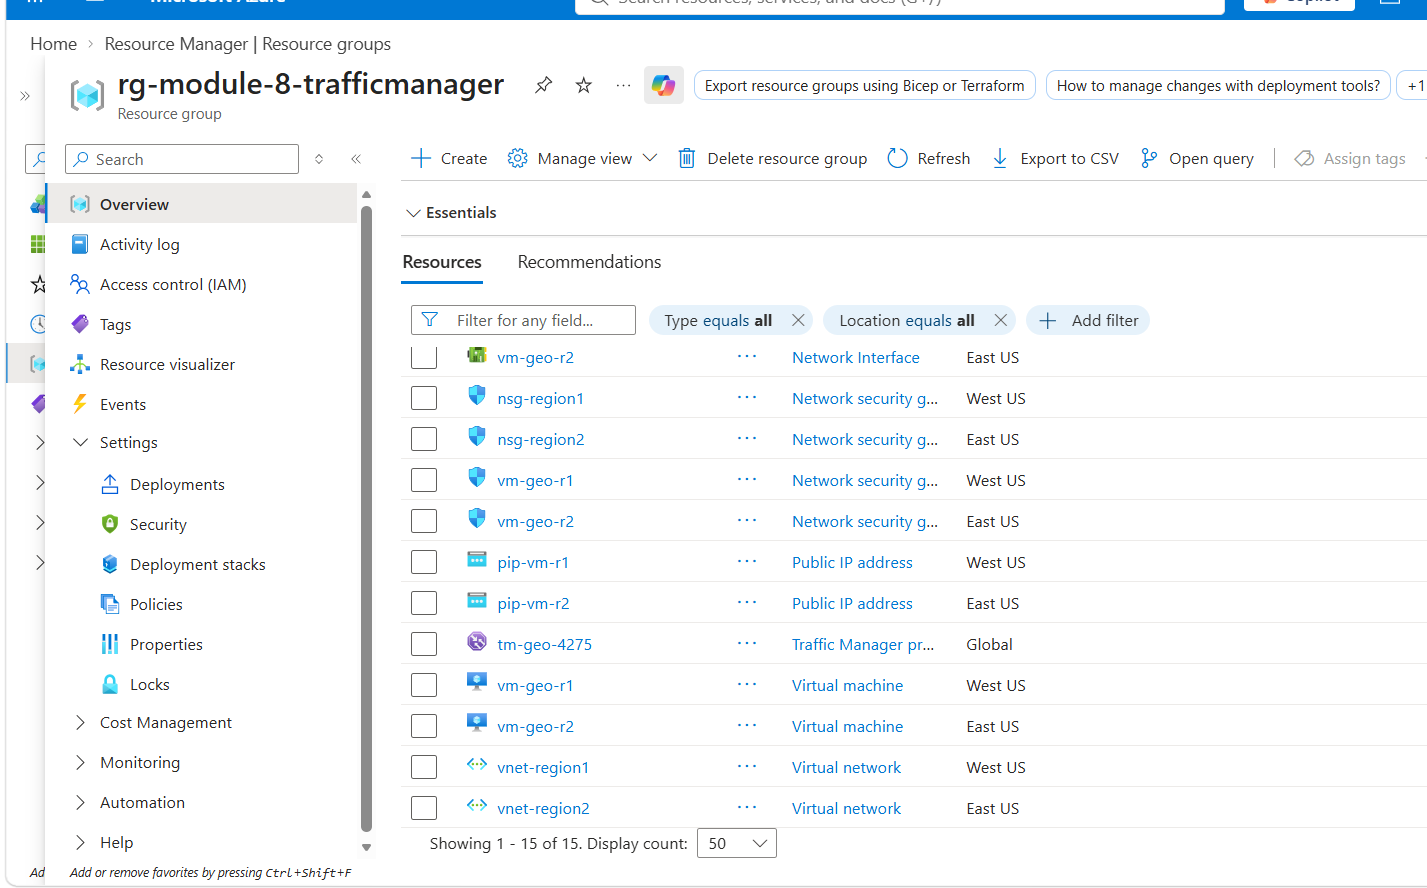 Microsoft Azure
Search resources, services, and docs (G+/)
Copilot
Home
Resource Manager | Resource groups
rg-module-8-trafficmanager
Resource group
Export resource groups using Bicep or Terraform
How to manage changes with deployment tools?
+1
Search
Create
Manage view
Delete resource group
Refresh
Export to CSV
Open query
Assign tags
Overview
Activity log
Access control (IAM)
Tags
Resource visualizer
Events
Settings
Deployments
Security
Deployment stacks
Policies
Properties
Locks
Cost Management
Monitoring
Automation
Help
Ad
Add or remove favorites by pressing Ctrl+Shift+F
Essentials
Resources Recommendations
Filter for any field...
Type equals all
Location equals all
Add filter
vm-geo-r2 ... Network Interface East US
nsg-region1 ... Network security g... West US
nsg-region2 ... Network security g... East US
vm-geo-r1 ... Network security g... West US
vm-geo-r2 ... Network security g... East US
pip-vm-r1 ... Public IP address West US
pip-vm-r2 ... Public IP address East US
tm-geo-4275 ... Traffic Manager pr... Global
vm-geo-r1 ... Virtual machine West US
vm-geo-r2 ... Virtual machine East US
vnet-region1 ... Virtual network West US
vnet-region2 ... Virtual network East US
Showing 1 - 15 of 15. Display count: 50